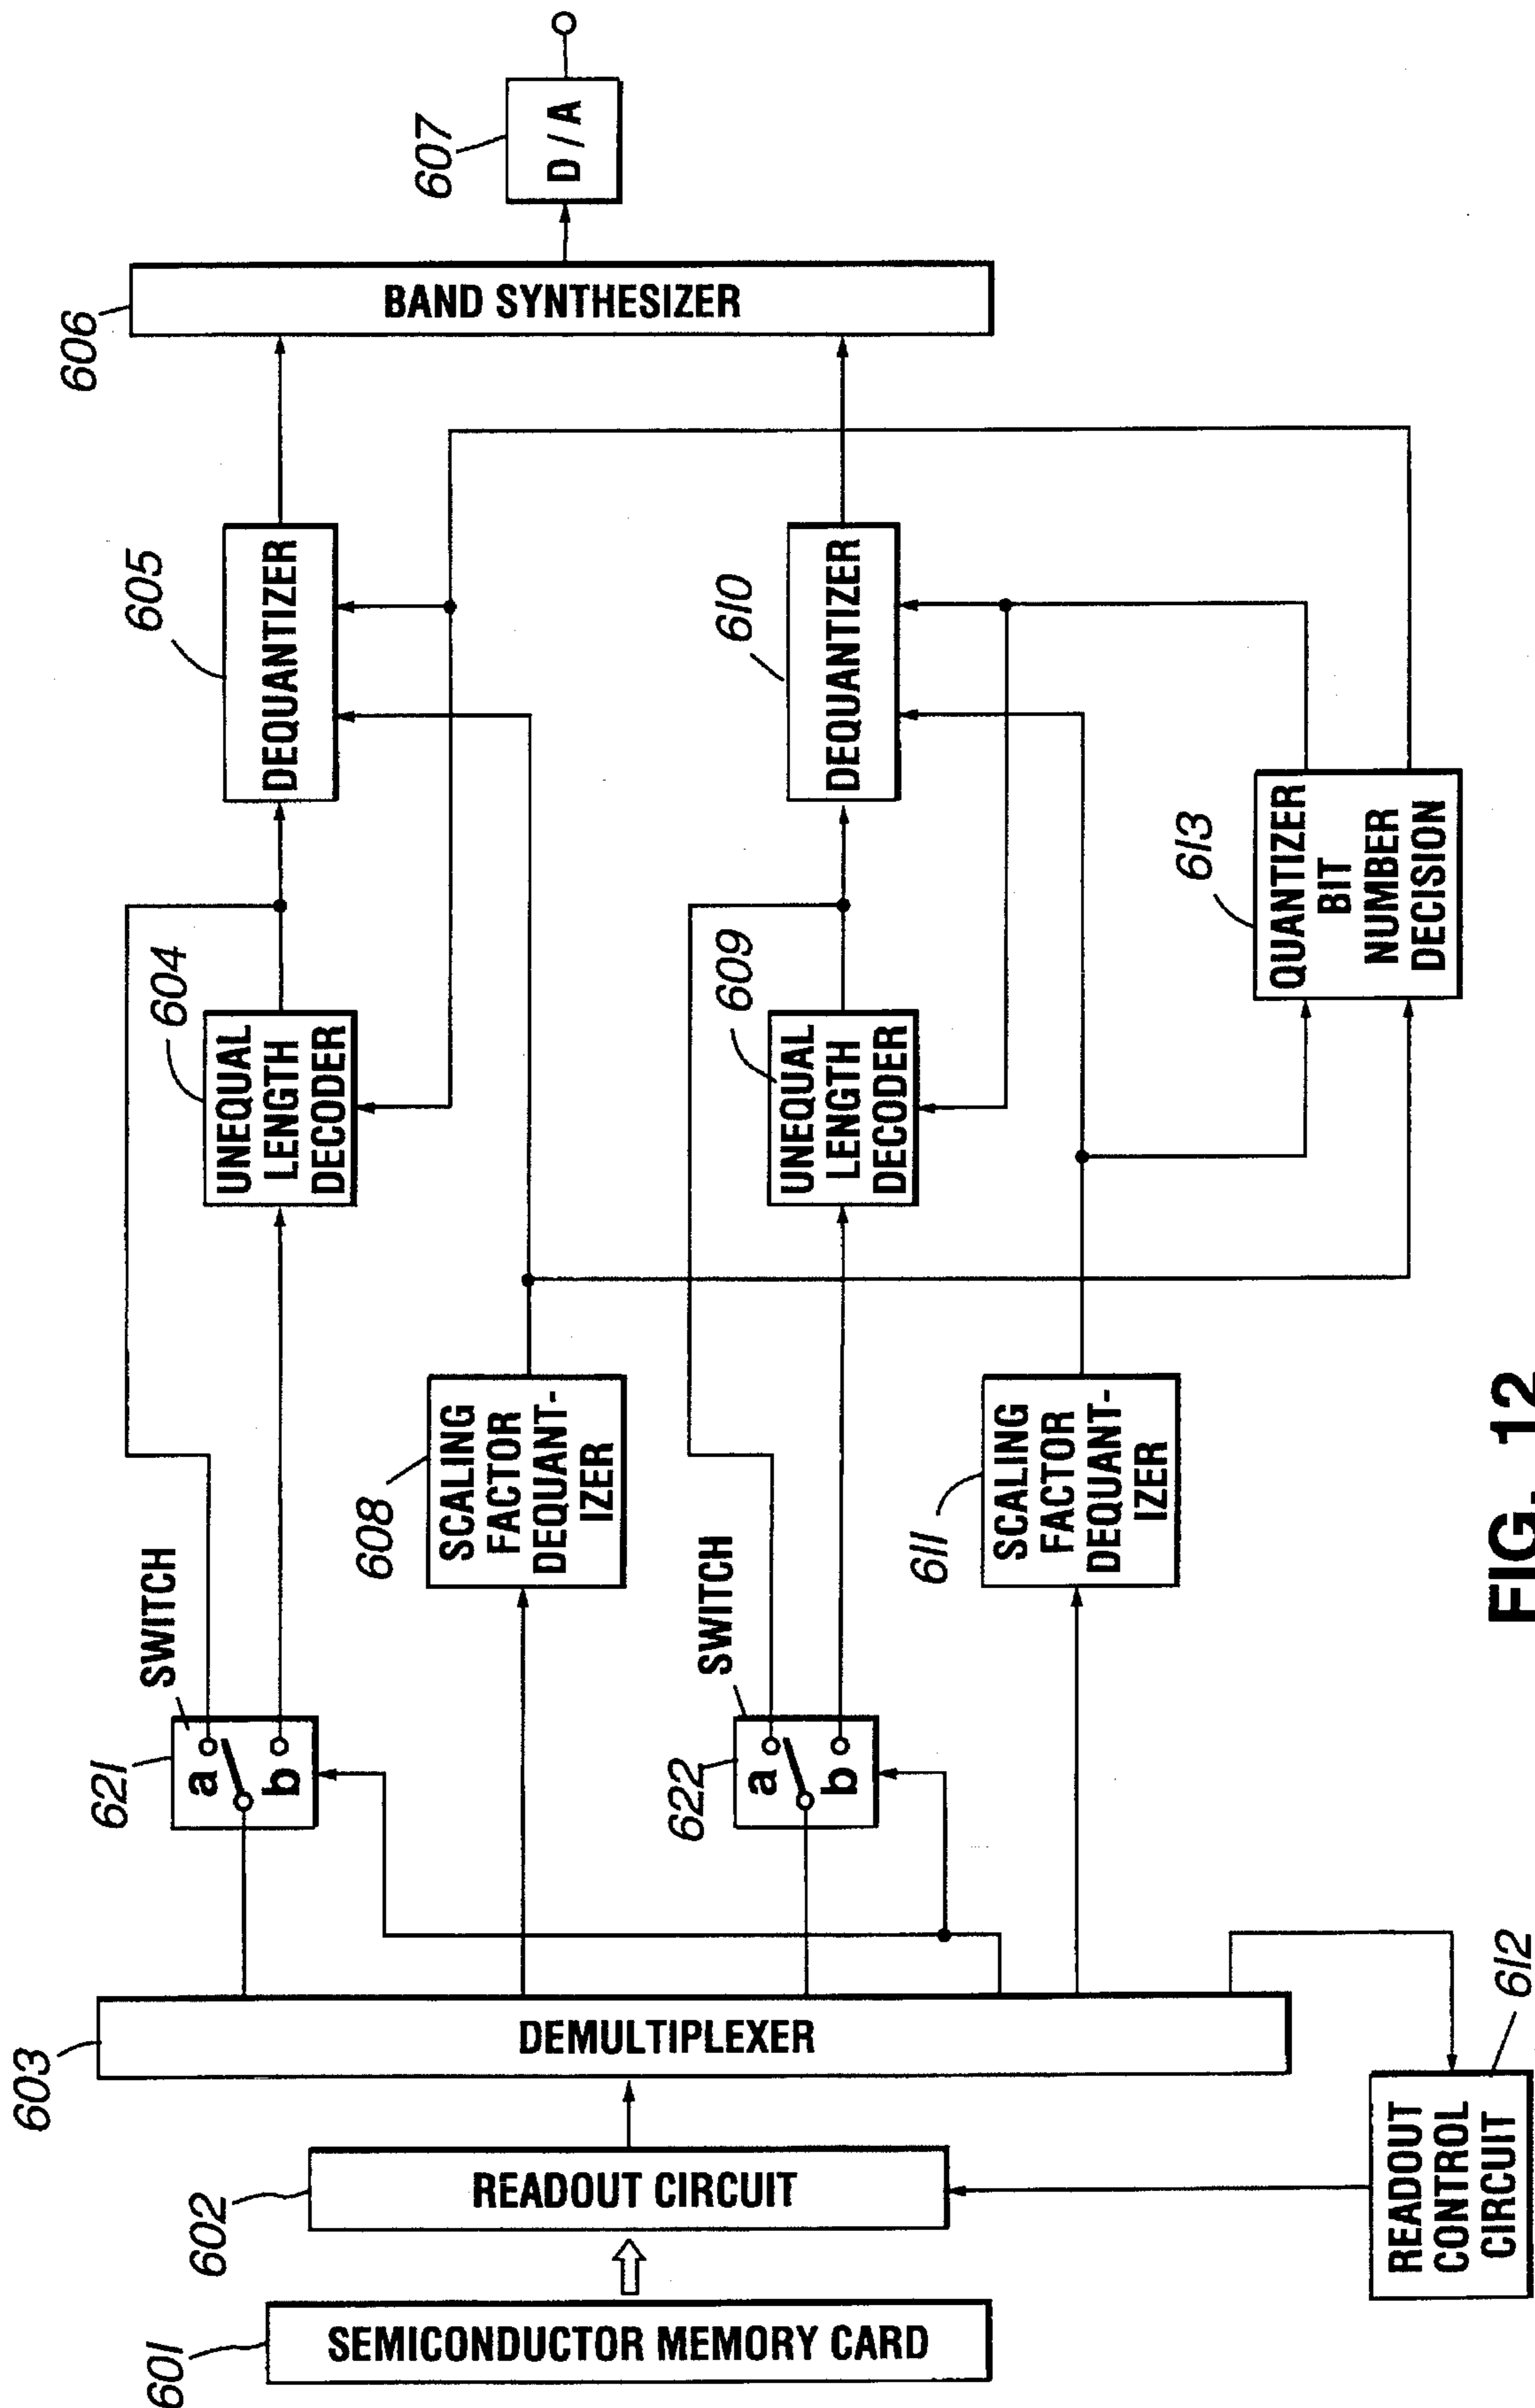 601
SEMICONDUCTOR MEMORY CARD
602
READOUT CIRCUIT
603
DEMULTIPLEXER
612
READOUT
CONTROL
CIRCUIT
621
a
b
SWITCH
622
a
b
SWITCH
608
SCALING
FACTOR
DEQUANT-
IZER
611
SCALING
FACTOR
DEQUANT-
IZER
604
UNEQUAL
LENGTH
DECODER
609
UNEQUAL
LENGTH
DECODER
605
DEQUANTIZER
610
DEQUANTIZER
613
QUANTIZER
BIT
NUMBER
DECISION
606
BAND SYNTHESIZER
607
D / A
FIG. 12